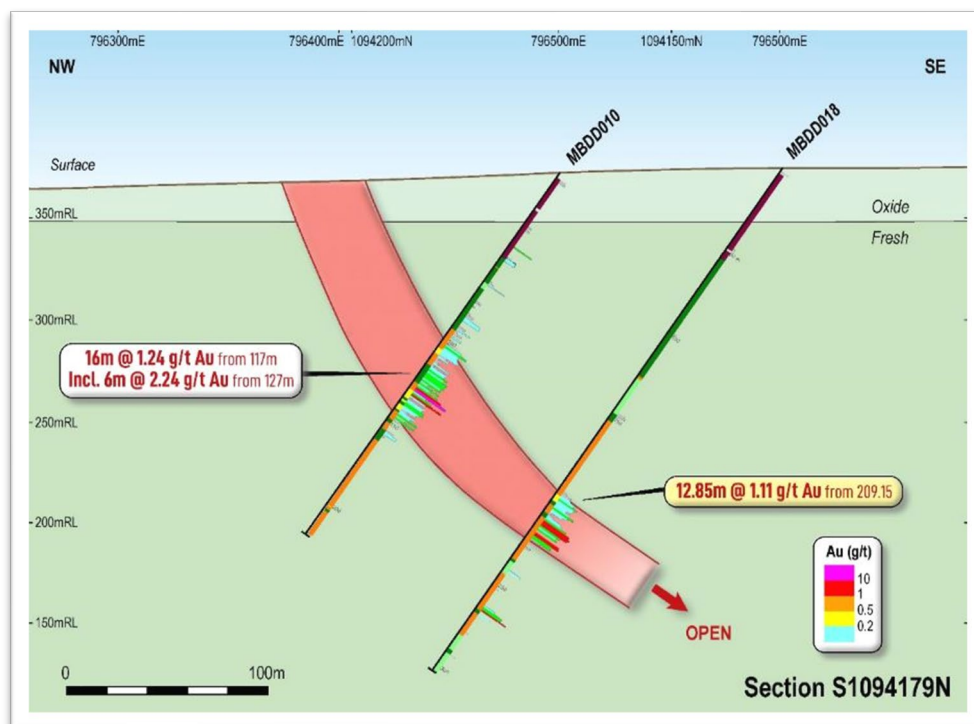 796300mE 796400mE 1094200mN 796500mE 1094150mN 796500mE
NW
SE
MBDD010
MBDD018
Surface
Oxide
Fresh
350mRL
300mRL
16m @ 1.24 g/t Au from 117m
Incl. 6m @ 2.24 g/t Au from 127m
250mRL
12.85m @ 1.11 g/t Au from 209.15
200mRL
Au (g/t)
10
1
0.5
0.2
150mRL
OPEN
0 100m
Section S1094179N